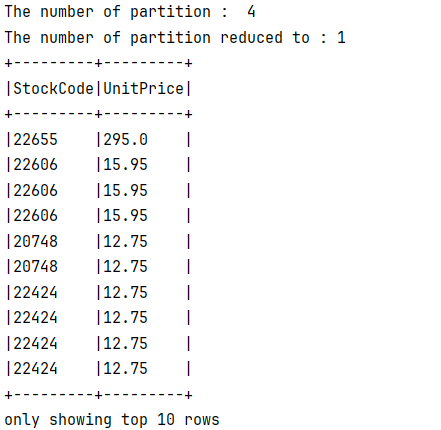 The number of partition :  4
The number of partition reduced to : 1
+---------+---------+
|StockCode|UnitPrice|
+---------+---------+
|22655    |295.0    |
|22606    |15.95    |
|22606    |15.95    |
|22606    |15.95    |
|20748    |12.75    |
|20748    |12.75    |
|22424    |12.75    |
|22424    |12.75    |
|22424    |12.75    |
|22424    |12.75    |
+---------+---------+
only showing top 10 rows